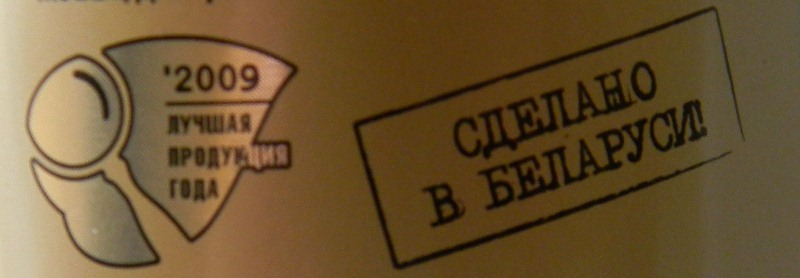 '2009
ЛУЧШАЯ
ПРОДУКЦИЯ
ГОДА
СДЕЛАНО
В БЕЛАРУСИ!